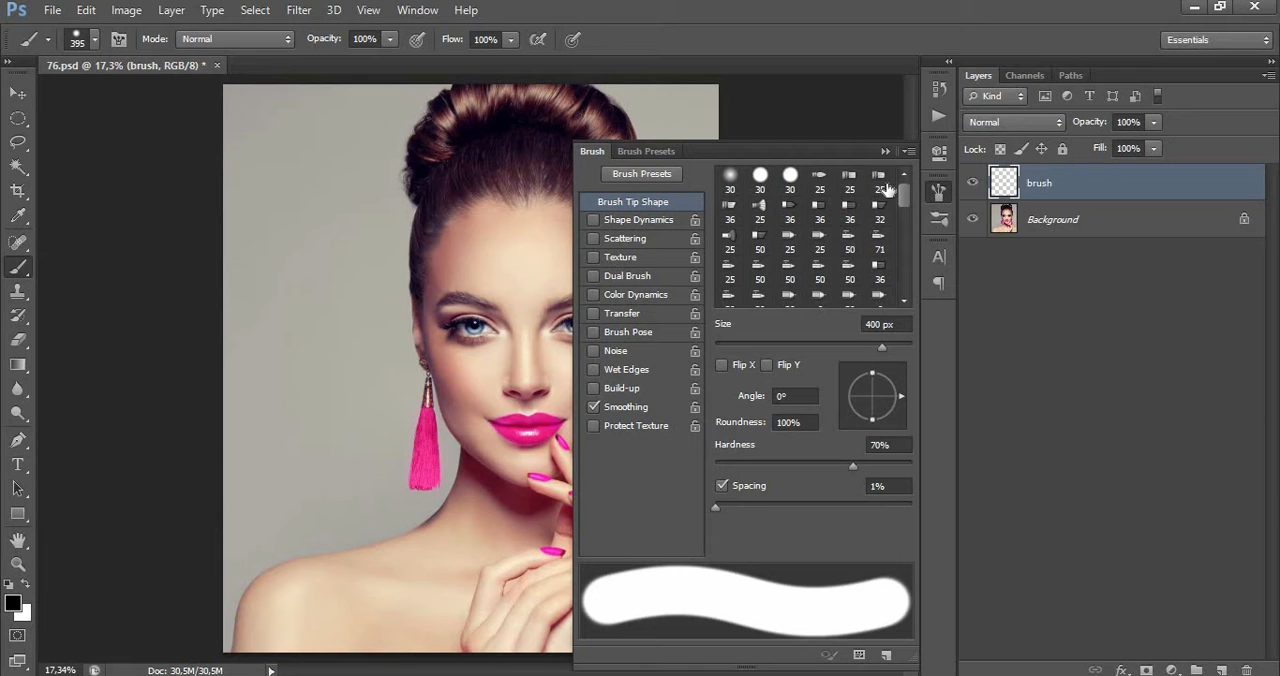 Ps File Edit Image Layer Type Select Filter 3D View Window Help
395 Mode: Normal Opacity: 100% Flow: 100% Essentials
76.psd @ 17,3% (brush, RGB/8) * ×
Layers Channels Paths
Kind
Normal Opacity: 100%
Lock: Fill: 100%
brush
Background
Brush Brush Presets
Brush Presets
Brush Tip Shape
Shape Dynamics
Scattering
Texture
Dual Brush
Color Dynamics
Transfer
Brush Pose
Noise
Wet Edges
Build-up
Smoothing
Protect Texture
30 30 30 25 25
36 25 36 36 36 32
25 50 25 25 50 71
25 50 50 50 50 36
Size 400 px
Flip X Flip Y
Angle: 0º
Roundness: 100%
Hardness 70%
Spacing 1%
17,34% Doc: 30,5M/30,5M